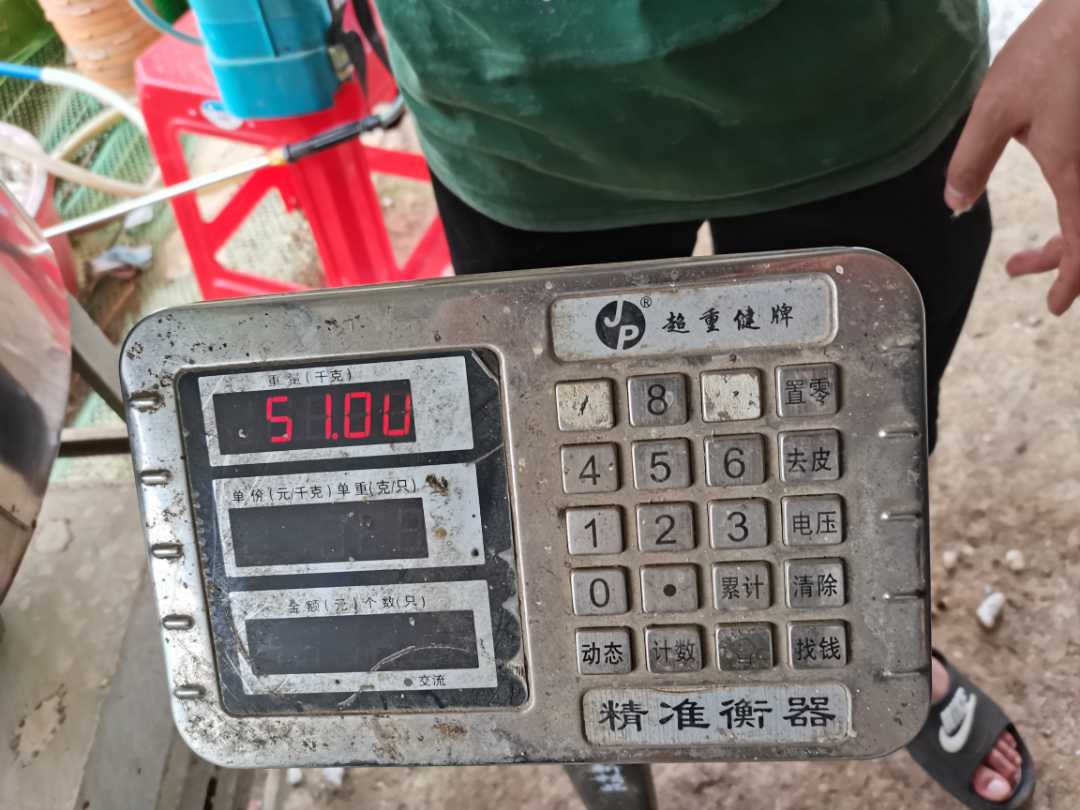 JP® 超重健牌
重量(千克)
51.00
单价(元/千克) 单重(克/只)
金额(元) 个数(只)
交流
8 置零
4 5 6 去皮
1 2 3 电压
0 • 累计 清除
动态 计数 找钱
精准衡器